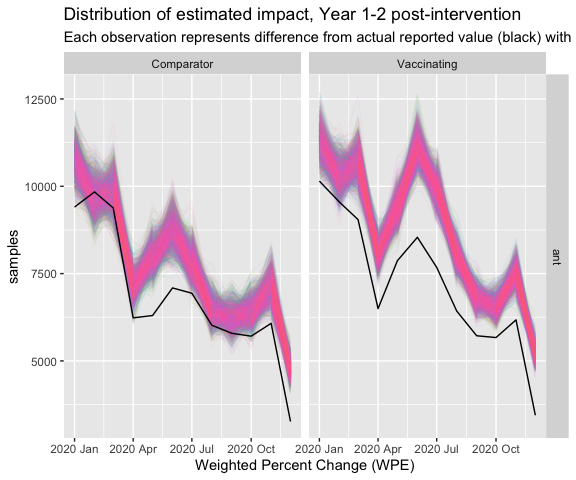 Distribution of estimated impact, Year 1-2 post-intervention
Each observation represents difference from actual reported value (black) with
Comparator
Vaccinating
12500
10000
7500
5000
samples
ant
2020 Jan 2020 Apr 2020 Jul 2020 Oct 2020 Jan 2020 Apr 2020 Jul 2020 Oct
Weighted Percent Change (WPE)